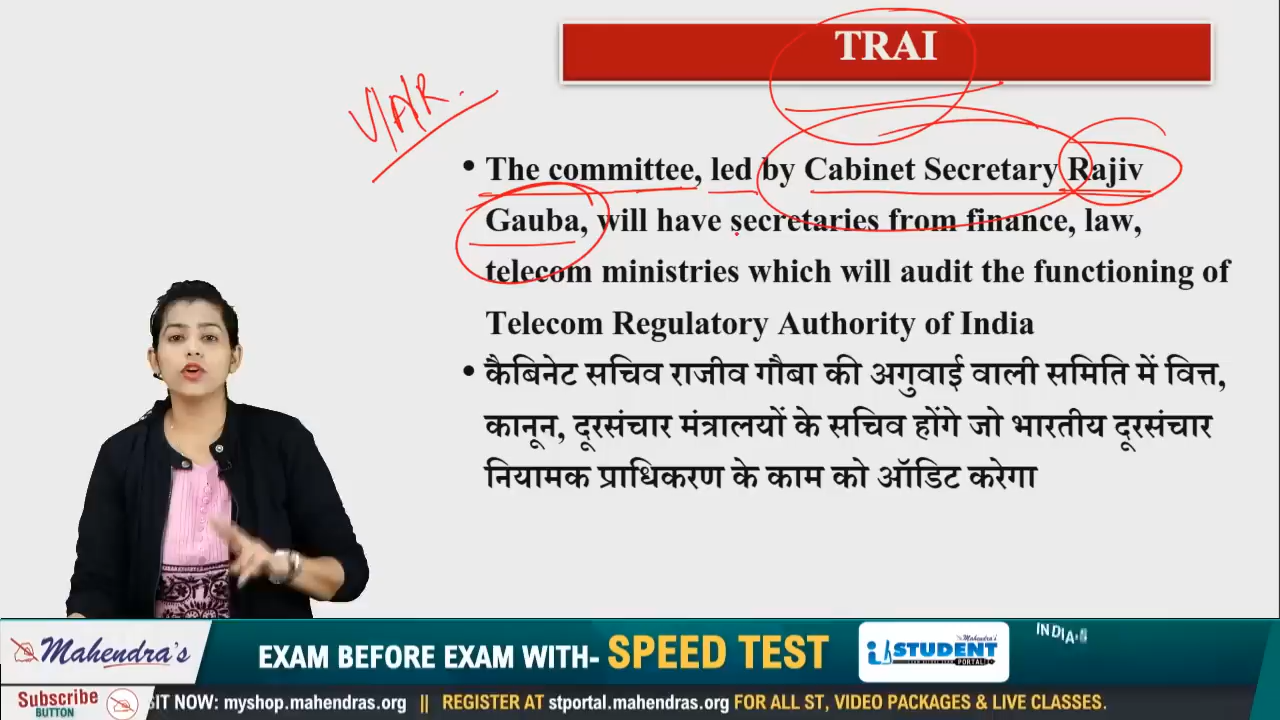 TRAI
V/A/R.
• The committee, led by Cabinet Secretary Rajiv
Gauba, will have secretaries from finance, law,
telecom ministries which will audit the functioning of
Telecom Regulatory Authority of India
• कैबिनेट सचिव राजीव गौबा की अगुवाई वाली समिति में वित्त,
कानून, दूरसंचार मंत्रालयों के सचिव होंगे जो भारतीय दूरसंचार
नियामक प्राधिकरण के काम को ऑडिट करेगा
Mahendra's
EXAM BEFORE EXAM WITH- SPEED TEST
Mahendra's
STUDENT
PORTAL
INDIA
Subscribe
BUTTON
SIT NOW: myshop.mahendras.org || REGISTER AT stportal.mahendras.org FOR ALL ST, VIDEO PACKAGES & LIVE CLASSES.